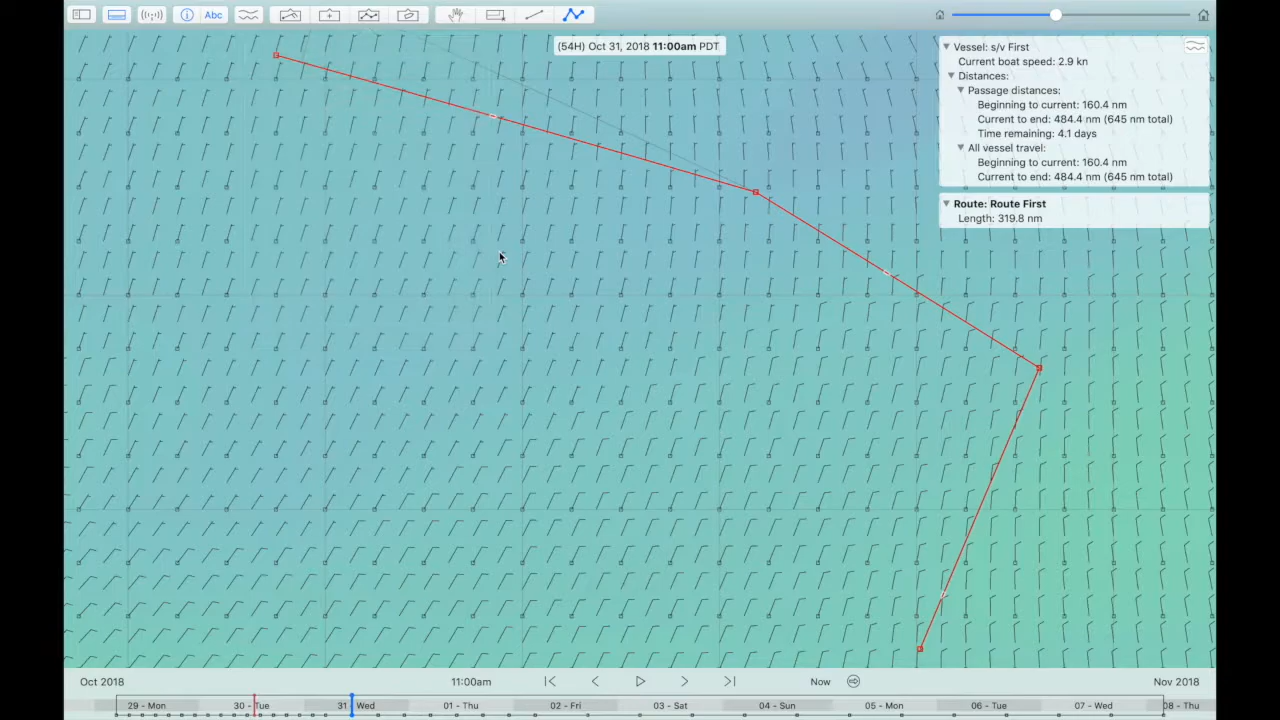 Abc
(54H) Oct 31, 2018 11:00am PDT
Vessel: s/v First
Current boat speed: 2.9 kn
Distances:
Passage distances:
Beginning to current: 160.4 nm
Current to end: 484.4 nm (645 nm total)
Time remaining: 4.1 days
All vessel travel:
Beginning to current: 160.4 nm
Current to end: 484.4 nm (645 nm total)
Route: Route First
Length: 319.8 nm
Oct 2018 11:00am Now Nov 2018
29 - Mon 30 - Tue 31 Wed 01 - Thu 02 - Fri 03 - Sat 04 - Sun 05 - Mon 06 - Tue 07 - Wed 08 - Thu